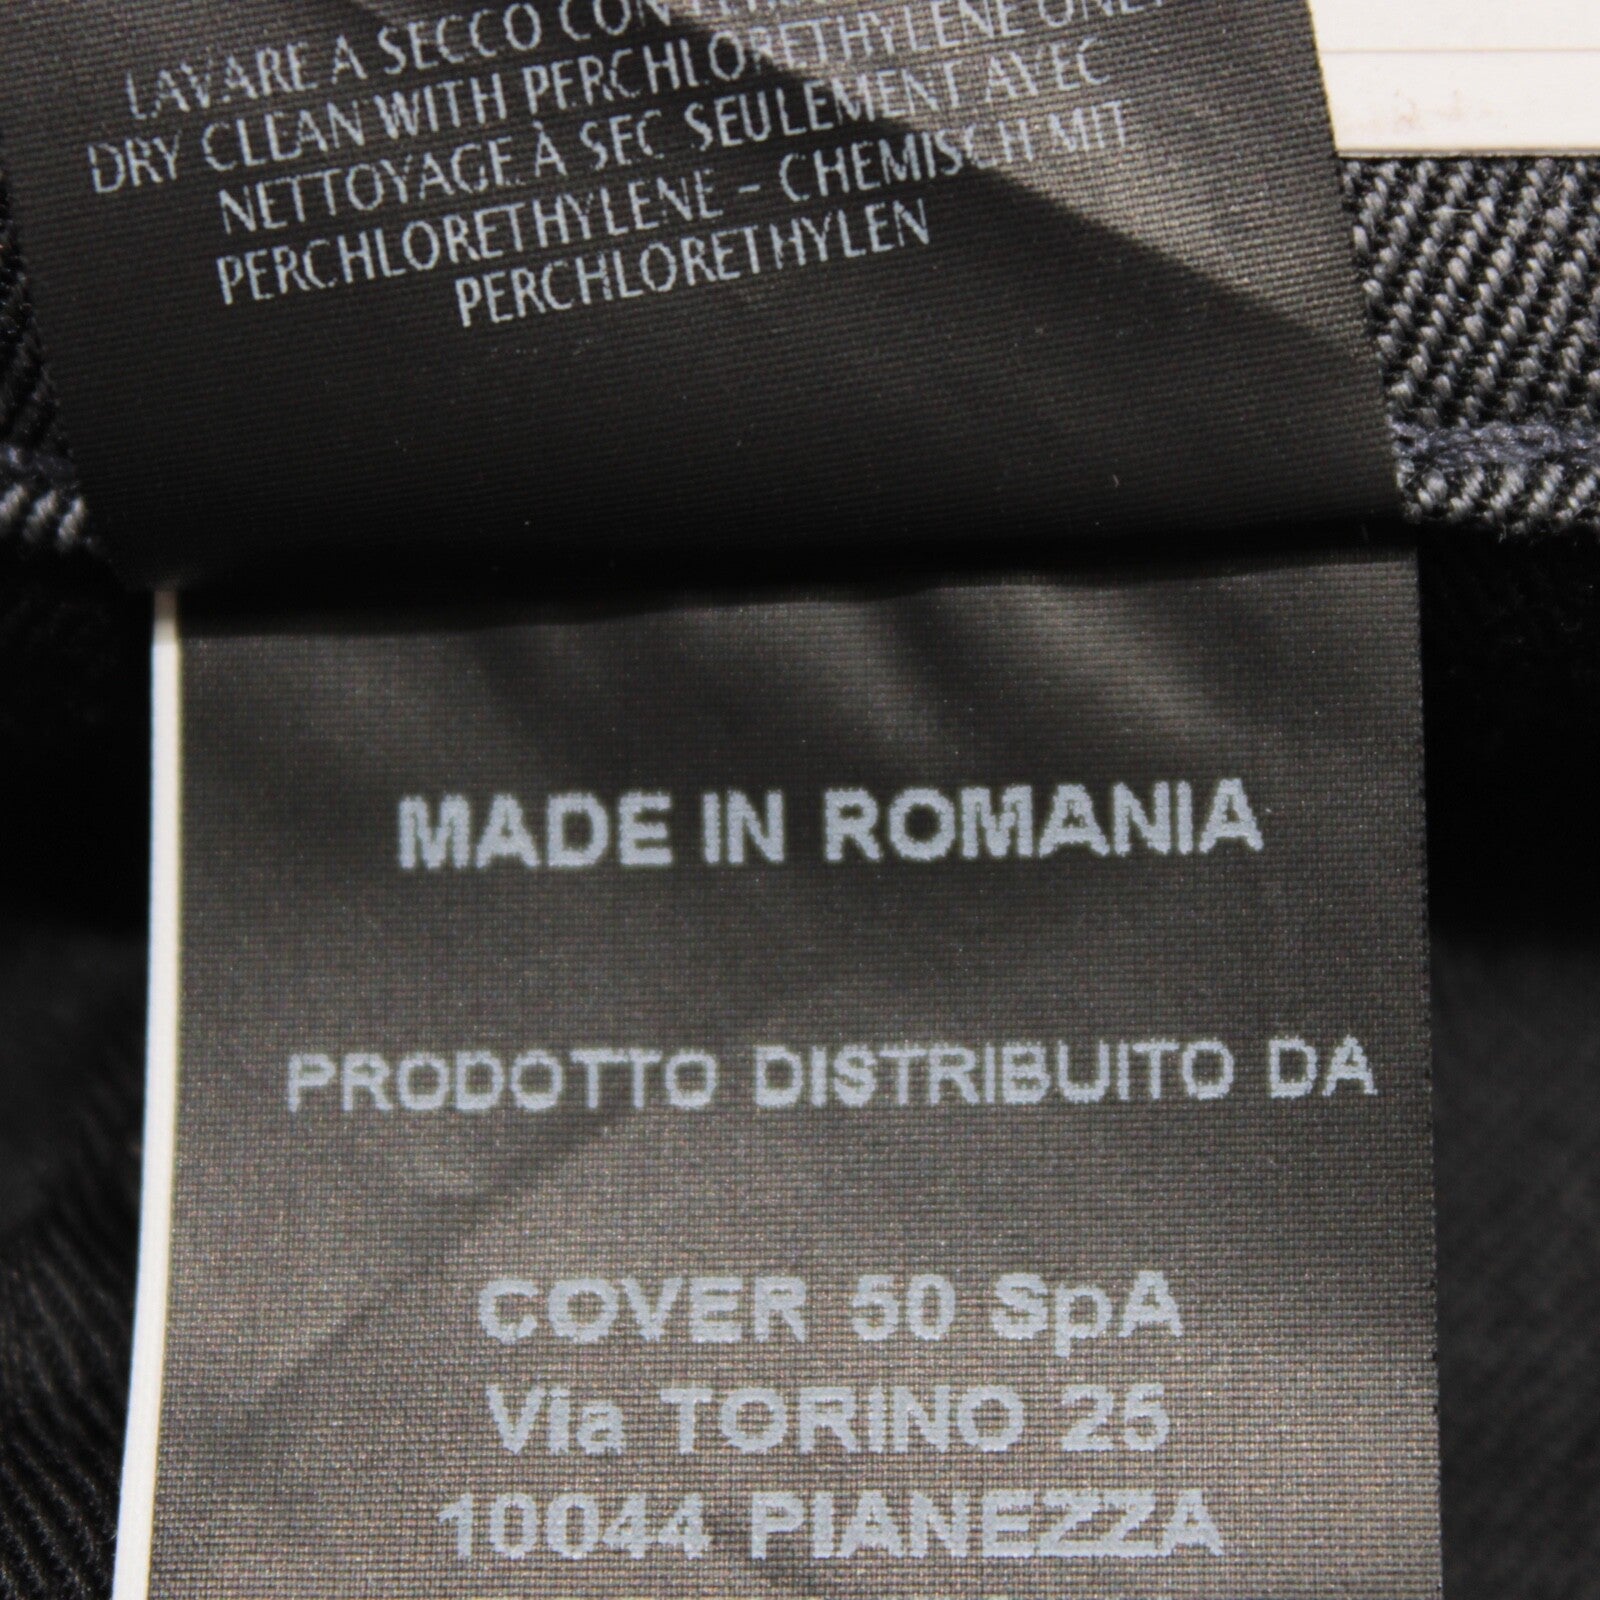 LAVARE A SECCO CON
DRY CLEAN WITH PERCHLORETHYLENE ONLY
NETTOYAGE À SEC SEULEMENT AVEC
PERCHLORETHYLENE - CHEMISCH MIT
PERCHLORETHYLEN
MADE IN ROMANIA
PRODOTTO DISTRIBUITO DA
COVER 50 SpA
Via TORINO 25
10044 PIANEZZA